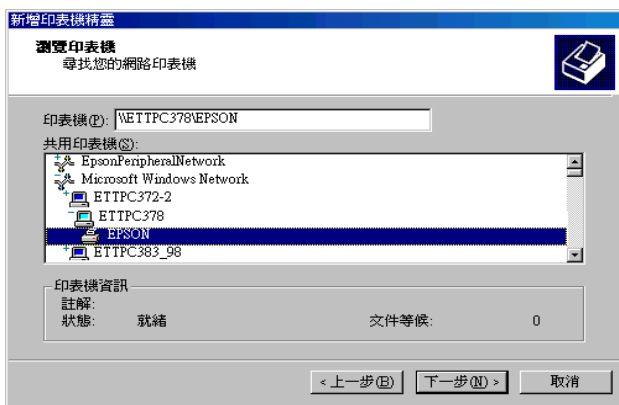 新增印表機精靈
瀏覽印表機
尋找您的網路印表機
印表機(P): \\ETTPC378\EPSON
共用印表機(S):
EpsonPeripheralNetwork
Microsoft Windows Network
ETTPC372-2
ETTPC378
EPSON
ETTPC383_98
印表機資訊
註解:
狀態: 就緒 文件等候: 0
<上一步(B) 下一步(N)> 取消